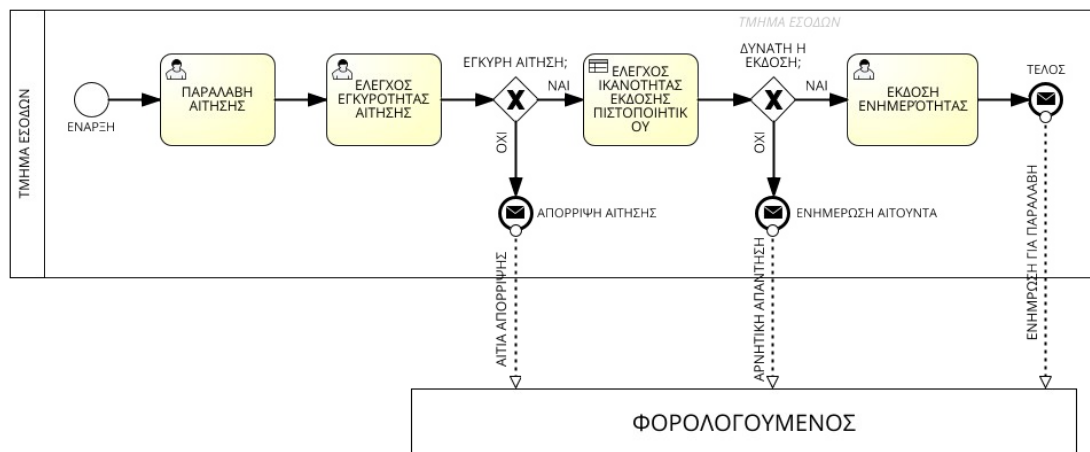 ΤΜΗΜΑ ΕΣΟΔΩΝ
ΤΜΗΜΑ ΕΣΟΔΩΝ
ΕΝΑΡΞΗ
ΠΑΡΑΛΑΒΗ
ΑΙΤΗΣΗΣ
ΕΛΕΓΧΟΣ
ΕΓΚΥΡΟΤΗΤΑΣ
ΑΙΤΗΣΗΣ
ΕΓΚΥΡΗ ΑΙΤΗΣΗ;
ΝΑΙ
ΟΧΙ
ΕΛΕΓΧΟΣ
ΙΚΑΝΟΤΗΤΑΣ
ΕΚΔΟΣΗΣ
ΠΙΣΤΟΠΟΙΗΤΙΚ
ΟΥ
ΔΥΝΑΤΗ Η
ΕΚΔΟΣΗ;
ΝΑΙ
ΟΧΙ
ΕΚΔΟΣΗ
ΕΝΗΜΕΡΌΤΗΤΑΣ
ΤΕΛΟΣ
ΑΠΟΡΡΙΨΗ ΑΙΤΗΣΗΣ
ΕΝΗΜΕΡΩΣΗ ΑΙΤΟΥΝΤΑ
ΑΙΤΙΑ ΑΠΟΡΡΙΨΗΣ
ΑΡΝΗΤΙΚΗ ΑΠΑΝΤΗΣΗ
ΕΝΗΜΡΩΣΗ ΓΙΑ ΠΑΡΑΛΑΒΗ
ΦΟΡΟΛΟΓΟΥΜΕΝΟΣ